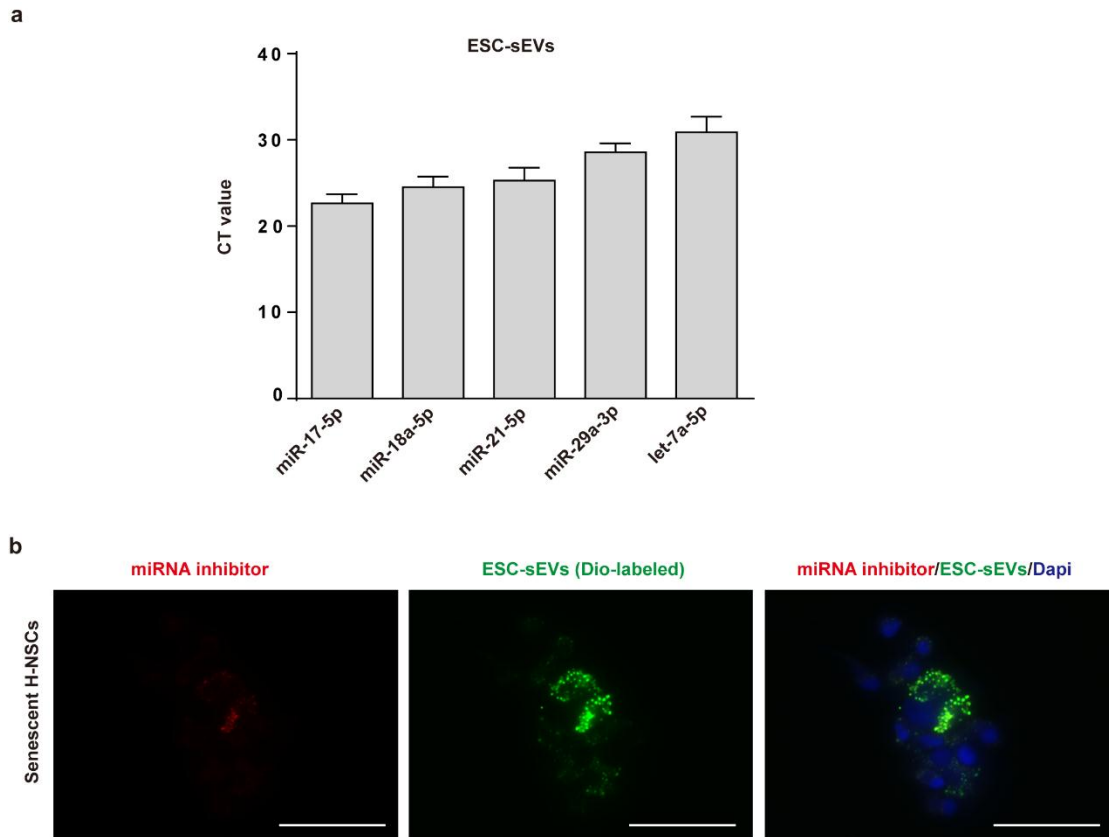 a
ESC-sEVs
40
30
20
10
0
CT value
miR-17-5p
miR-18a-5p
miR-21-5p
miR-29a-3p
let-7a-5p
b
miRNA inhibitor
ESC-sEVs (Dio-labeled)
miRNA inhibitor/ESC-sEVs/Dapi
Senescent H-NSCs